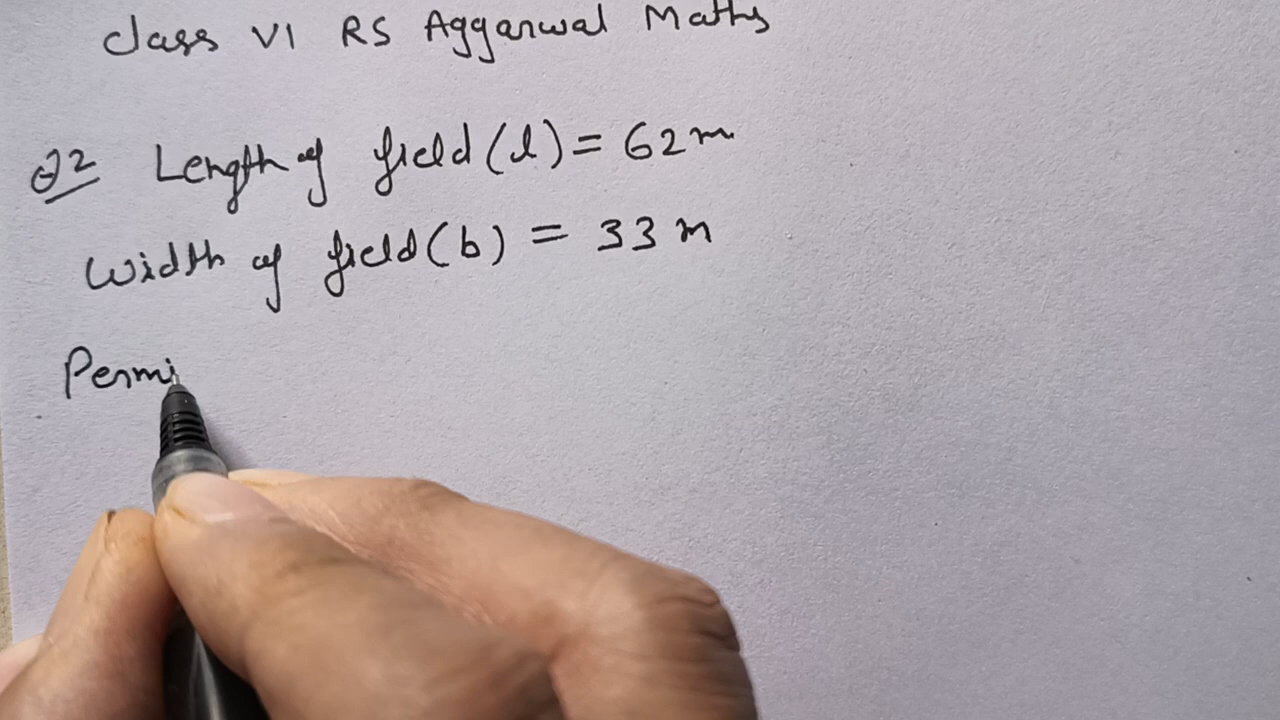 Class VI RS Aggarwal Maths
Q2 Length of field (l) = 62 m
Width of field (b) = 33 m
Permi